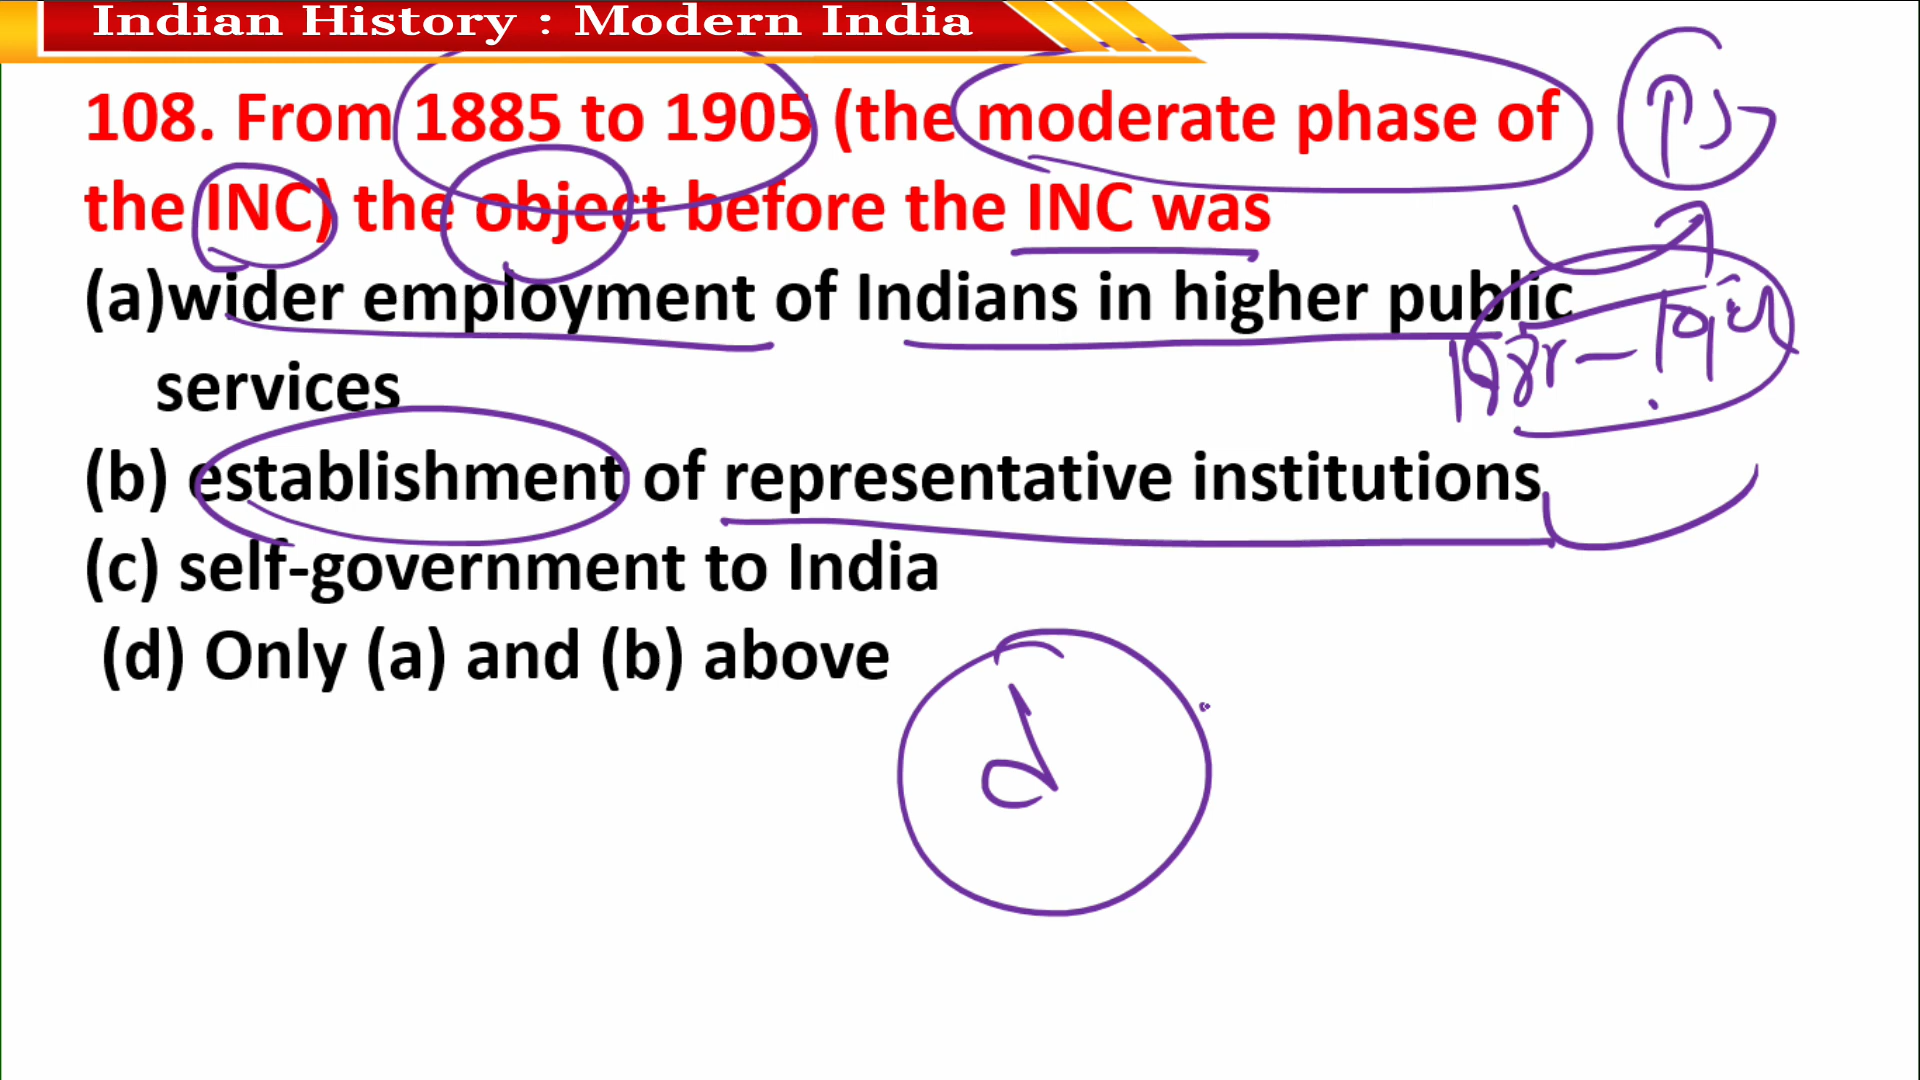 Indian History : Modern India
108. From 1885 to 1905 (the moderate phase of
the INC) the object before the INC was
(a)wider employment of Indians in higher public
services
(b) establishment of representative institutions
(c) self-government to India
(d) Only (a) and (b) above
d